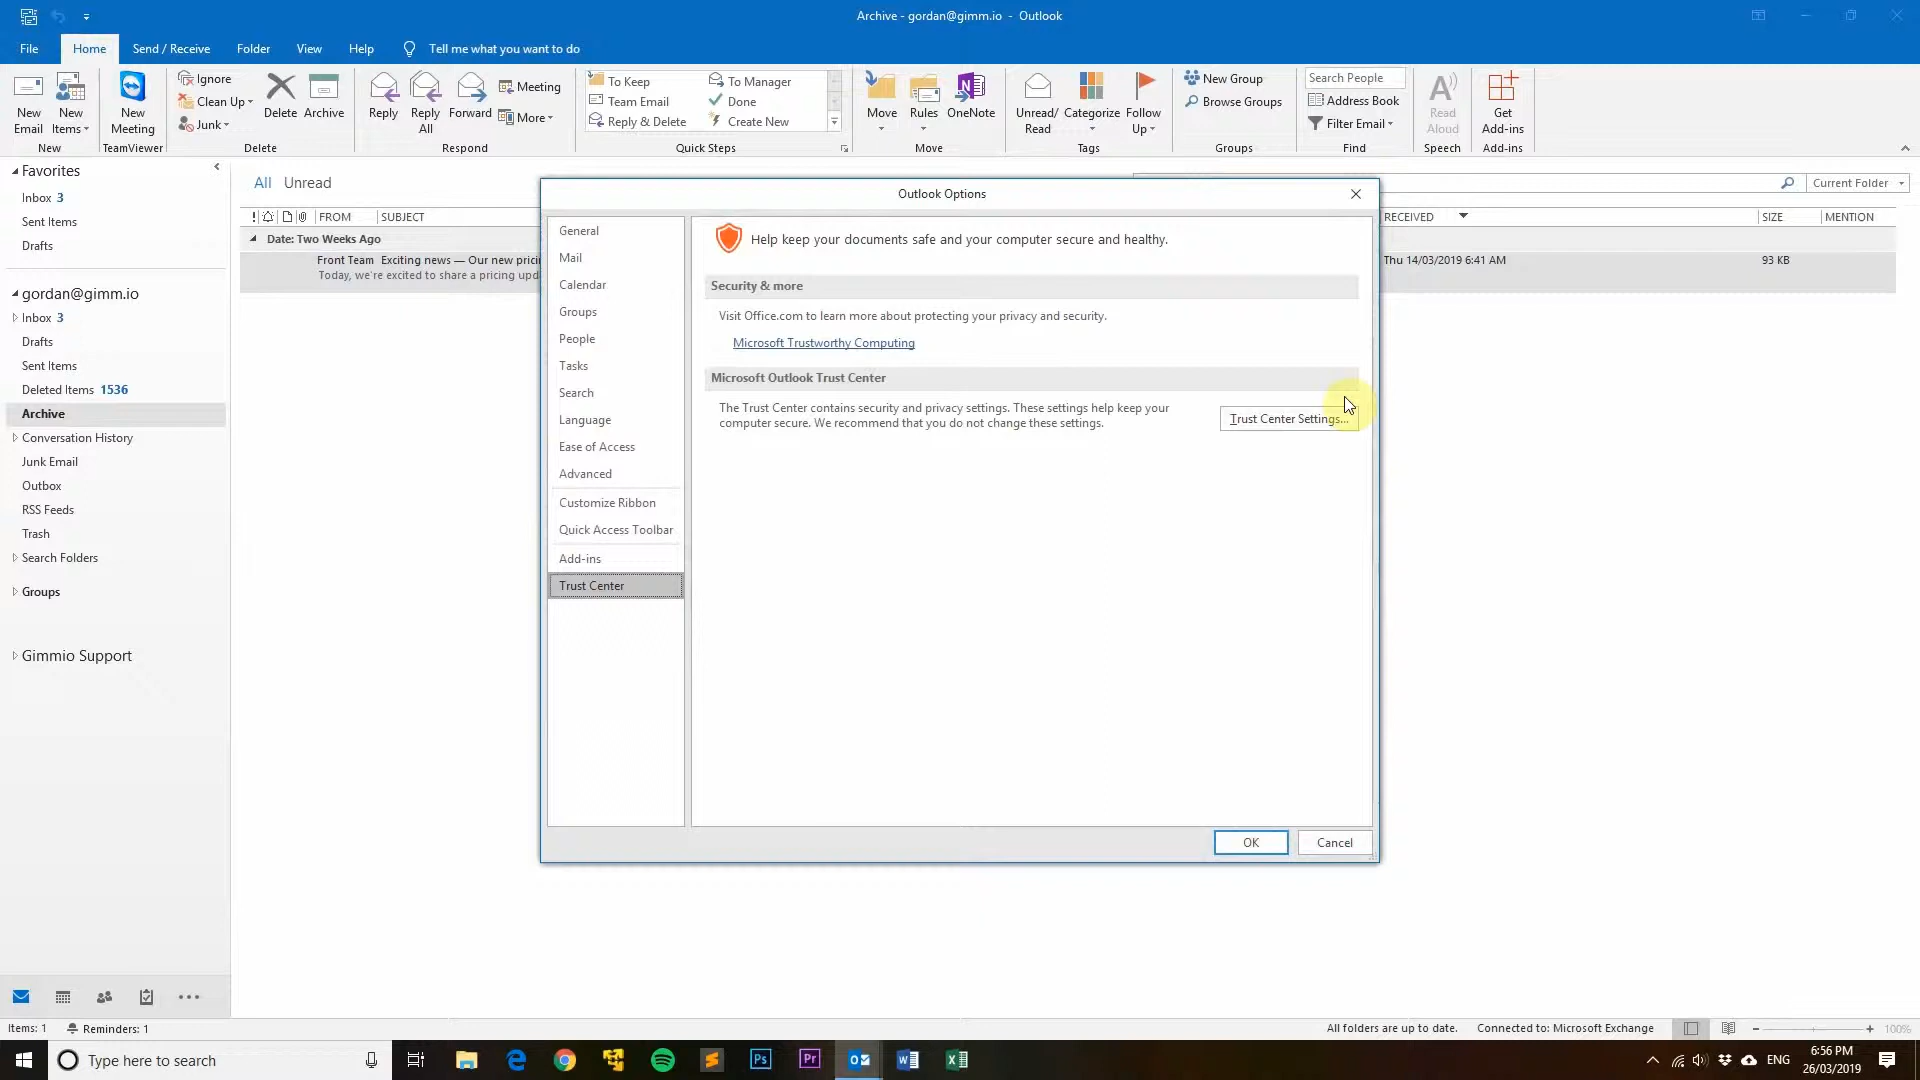 Archive - gordan@gimm.io - Outlook
File Home Send / Receive Folder View Help Tell me what you want to do
New Email
New Items
New
New Meeting
TeamViewer
Ignore
Clean Up
Junk
Delete
Archive
Delete
Reply
Reply All
Forward
Meeting
More
Respond
To Keep
Team Email
Reply & Delete
To Manager
Done
Create New
Quick Steps
Move
Rules
OneNote
Move
Unread/ Read
Categorize
Follow Up
Tags
New Group
Browse Groups
Groups
Search People
Address Book
Filter Email
Find
Read Aloud
Speech
Get Add-ins
Add-ins
Favorites
Inbox 3
Sent Items
Drafts
gordan@gimm.io
Inbox 3
Drafts
Sent Items
Deleted Items 1536
Archive
Conversation History
Junk Email
Outbox
RSS Feeds
Trash
Search Folders
Groups
Gimmio Support
All Unread
Current Folder
FROM SUBJECT RECEIVED SIZE MENTION
Date: Two Weeks Ago
Front Team Exciting news — Our new prici
Thu 14/03/2019 6:41 AM 93 KB
Today, we're excited to share a pricing upd
Outlook Options
General
Mail
Calendar
Groups
People
Tasks
Search
Language
Ease of Access
Advanced
Customize Ribbon
Quick Access Toolbar
Add-ins
Trust Center
Help keep your documents safe and your computer secure and healthy.
Security & more
Visit Office.com to learn more about protecting your privacy and security.
Microsoft Trustworthy Computing
Microsoft Outlook Trust Center
The Trust Center contains security and privacy settings. These settings help keep your
computer secure. We recommend that you do not change these settings.
Trust Center Settings...
OK Cancel
Items: 1 Reminders: 1
All folders are up to date. Connected to: Microsoft Exchange 100%
Type here to search
ENG
6:56 PM
26/03/2019